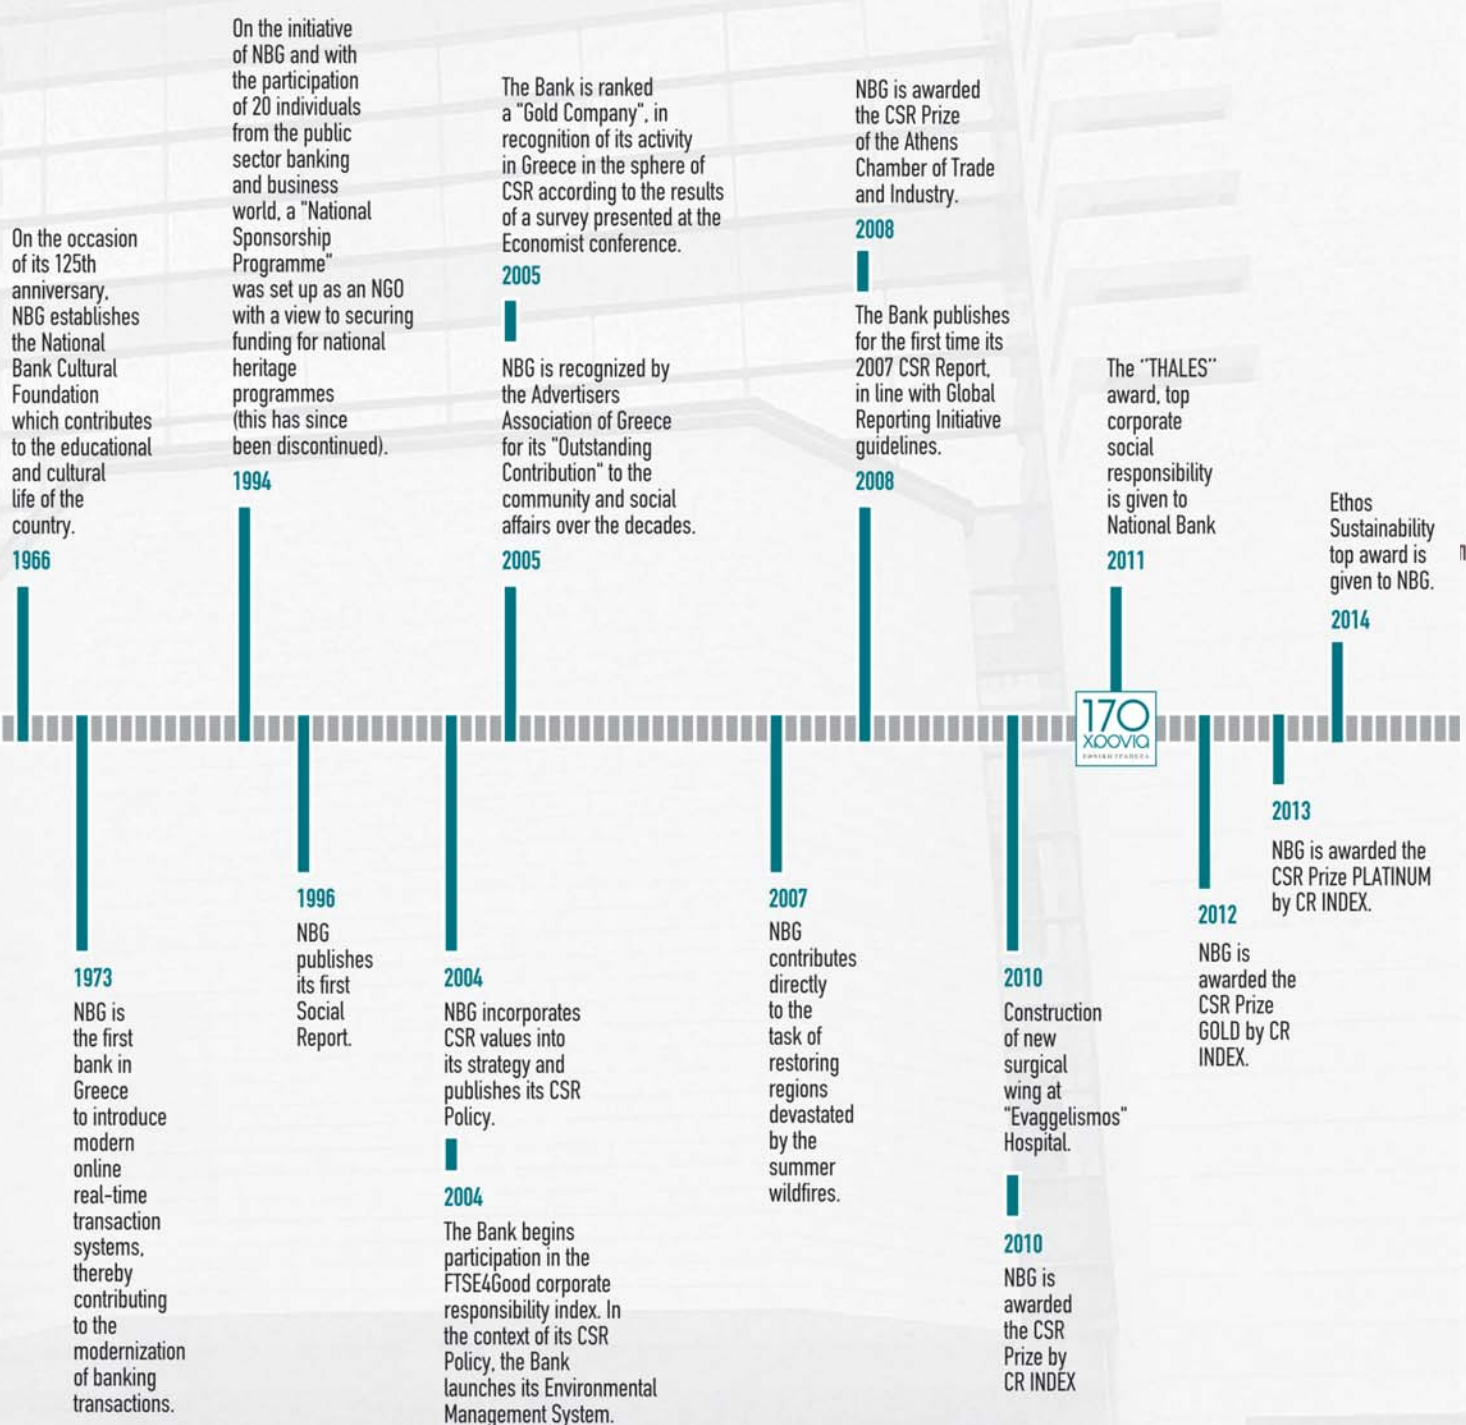 On the occasion
of its 125th
anniversary,
NBG establishes
the National
Bank Cultural
Foundation
which contributes
to the educational
and cultural
life of the
country.
1966
On the initiative
of NBG and with
the participation
of 20 individuals
from the public
sector banking
and business
world, a "National
Sponsorship
Programme"
was set up as an NGO
with a view to securing
funding for national
heritage
programmes
(this has since
been discontinued).
1994
The Bank is ranked
a "Gold Company", in
recognition of its activity
in Greece in the sphere of
CSR according to the results
of a survey presented at the
Economist conference.
2005
NBG is recognized by
the Advertisers
Association of Greece
for its "Outstanding
Contribution" to the
community and social
affairs over the decades.
2005
NBG is awarded
the CSR Prize
of the Athens
Chamber of Trade
and Industry.
2008
The Bank publishes
for the first time its
2007 CSR Report,
in line with Global
Reporting Initiative
guidelines.
2008
The "THALES"
award, top
corporate
social
responsibility
is given to
National Bank
2011
Ethos
Sustainability
top award is
given to NBG.
2014
170
χρόνια
ΕΘΝΙΚΗ ΤΡΑΠΕΖΑ
1973
NBG is
the first
bank in
Greece
to introduce
modern
online
real-time
transaction
systems,
thereby
contributing
to the
modernization
of banking
transactions.
1996
NBG
publishes
its first
Social
Report.
2004
NBG incorporates
CSR values into
its strategy and
publishes its CSR
Policy.
2004
The Bank begins
participation in the
FTSE4Good corporate
responsibility index. In
the context of its CSR
Policy, the Bank
launches its Environmental
Management System.
2007
NBG
contributes
directly
to the
task of
restoring
regions
devastated
by the
summer
wildfires.
2010
Construction
of new
surgical
wing at
"Evaggelismos"
Hospital.
2010
NBG is
awarded
the CSR
Prize by
CR INDEX
2012
NBG is
awarded the
CSR Prize
GOLD by CR
INDEX.
2013
NBG is awarded the
CSR Prize PLATINUM
by CR INDEX.